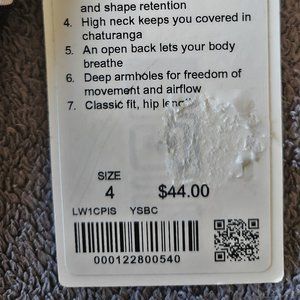 and shape retention
4. High neck keeps you covered in
chaturanga
5. An open back lets your body
breathe
6. Deep armholes for freedom of
movement and airflow
7. Classic fit, hip length
SIZE
4 $44.00
LW1CPIS YSBC
000122800540